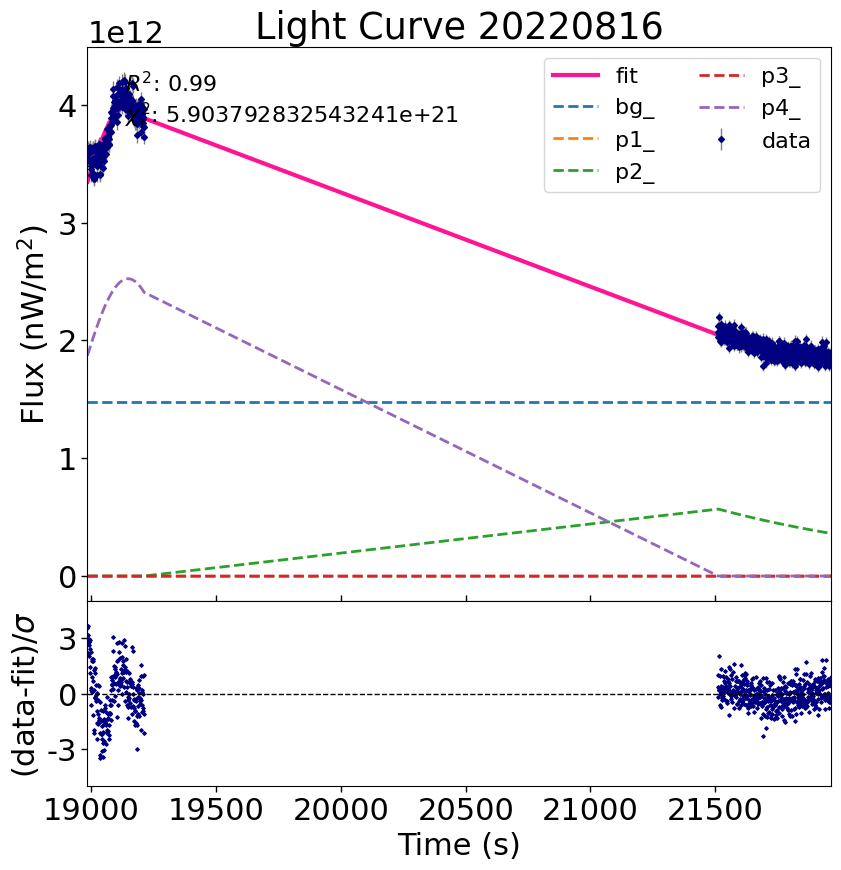 Light Curve 20220816
1e12
R²: 0.99
χ²: 5.903792832543241e+21
fit
bg_
p1_
p2_
p3_
p4_
data
4
3
2
1
0
Flux (nW/m²)
3
0
-3
(data-fit)/σ
19000 19500 20000 20500 21000 21500
Time (s)